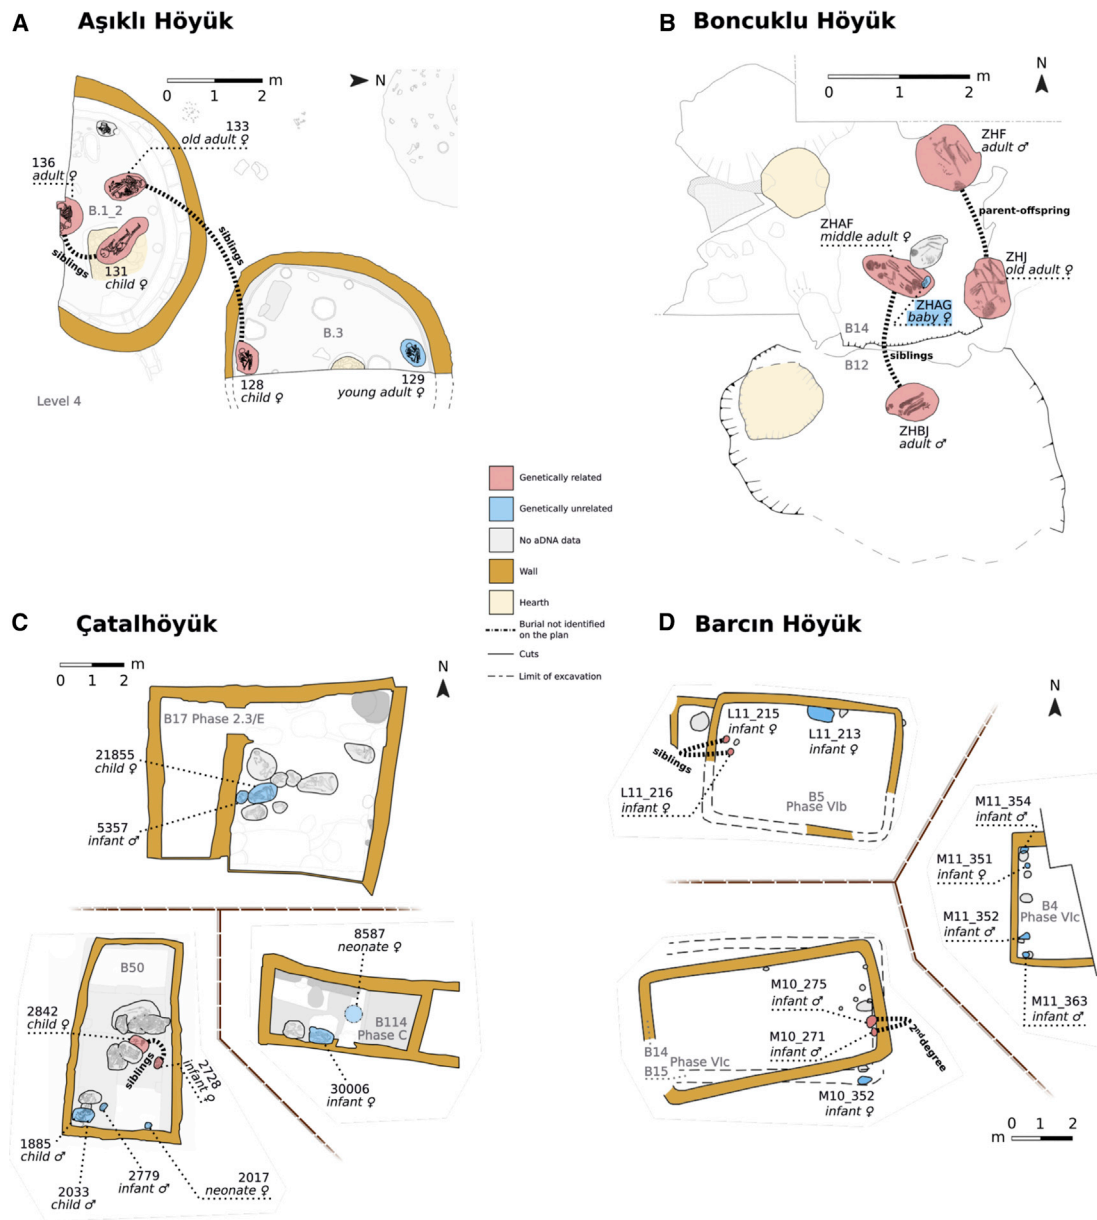 A Aşıklı Höyük
0 1 2 m
N
133
old adult ♀
136
adult ♀
B.1_2
siblings
131
child ♀
siblings
B.3
128
child ♀
129
young adult ♀
Level 4
B Boncuklu Höyük
0 1 2 m
N
ZHF
adult ♂
parent-offspring
ZHAF
middle adult ♀
ZHJ
old adult ♀
ZHAG
baby ♀
B14
siblings
B12
ZHBJ
adult ♂
Genetically related
Genetically unrelated
No aDNA data
Wall
Hearth
Burial not identified
on the plan
Cuts
Limit of excavation
C Çatalhöyük
0 1 2 m
N
B17 Phase 2.3/E
21855
child ♀
5357
infant ♂
B50
2842
child ♀
siblings
2728
infant ♀
1885
child ♂
2033
child ♂
2779
infant ♂
2017
neonate ♀
8587
neonate ♀
B114
Phase C
30006
infant ♀
D Barcın Höyük
N
L11_215
infant ♀
siblings
L11_213
infant ♀
L11_216
infant ♀
B5
Phase VIb
M11_354
infant ♂
M11_351
infant ♀
B4
Phase VIc
M11_352
infant ♂
M11_363
infant ♂
M10_275
infant ♂
M10_271
infant ♂
2nd degree
B14
B15
Phase VIc
M10_352
infant ♀
m 0 1 2